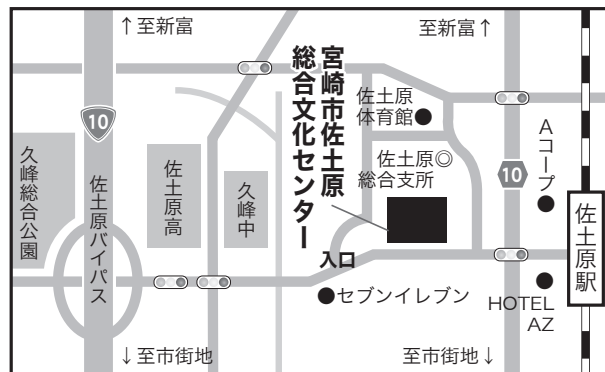 ↑至新富
至新富↑
宮崎市佐土原
総合文化センター
佐土原
体育館
10
久峰総合公園
佐土原バイパス
佐土原高
久峰中
佐土原
総合支所
10
Aコープ
佐土原駅
入口
セブンイレブン
HOTEL
AZ
↓至市街地
至市街地↓